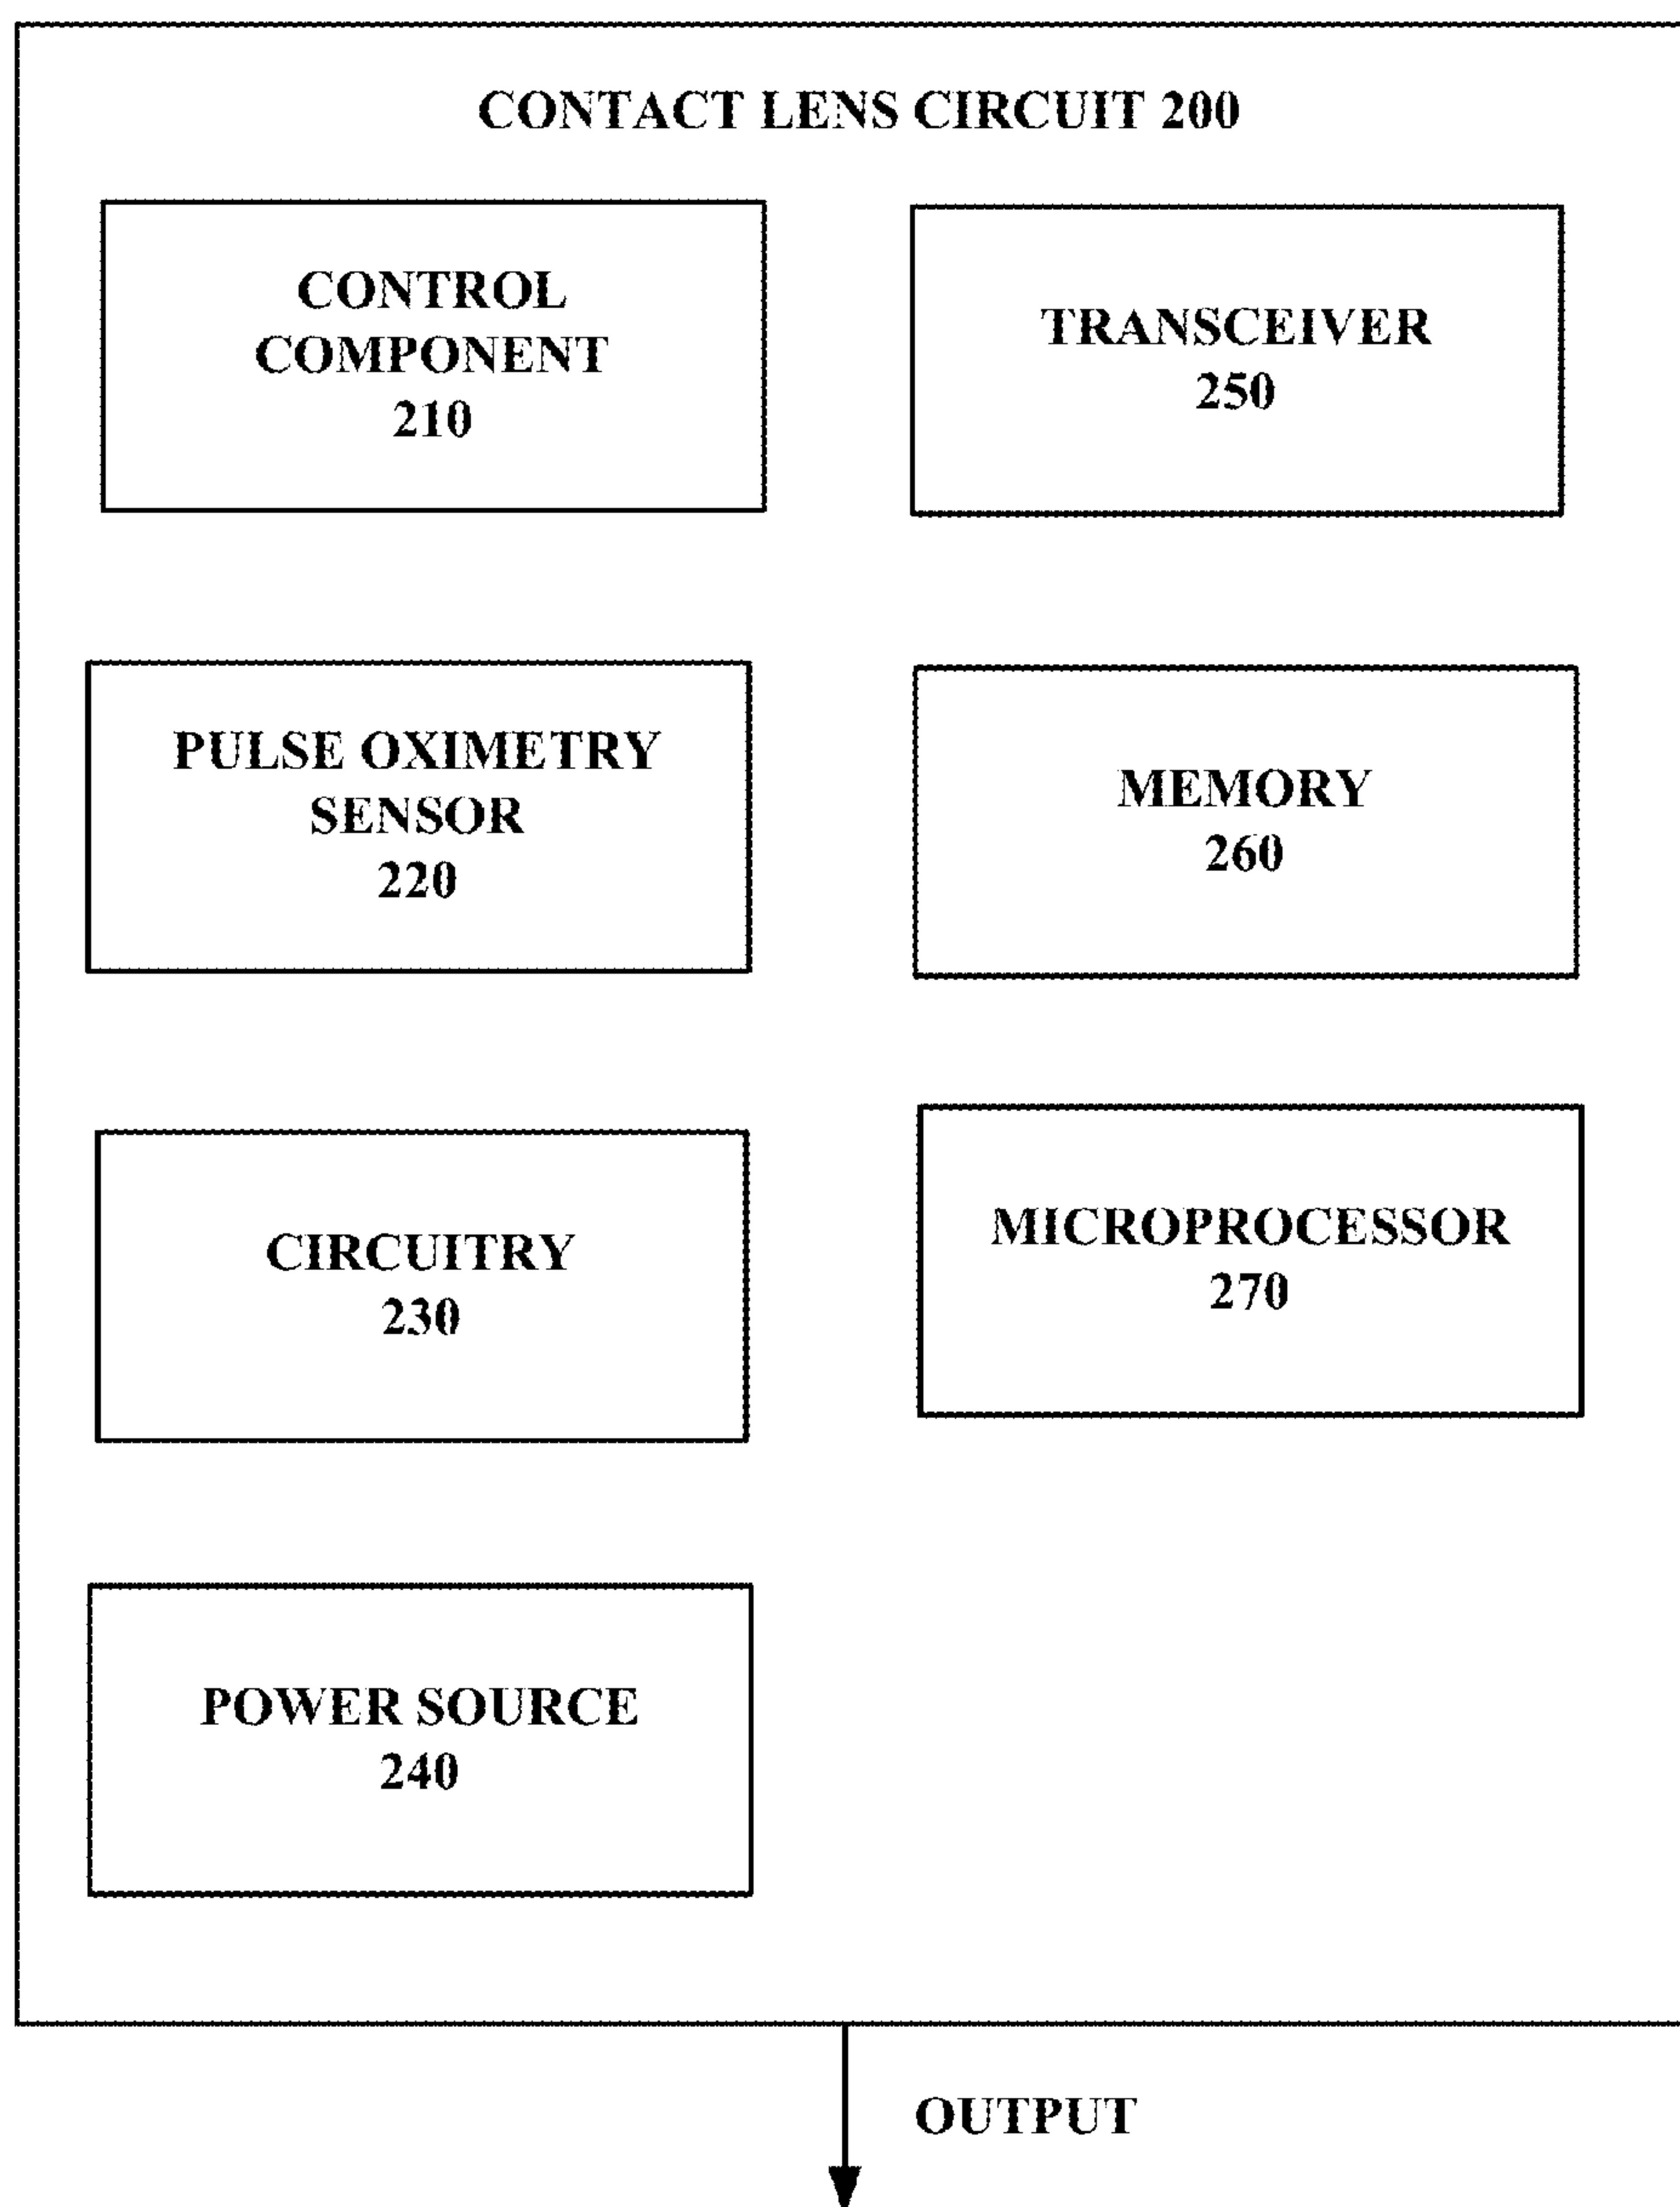 CONTACT LENS CIRCUIT 200
CONTROL
COMPONENT
210
TRANSCEIVER
250
PULSE OXIMETRY
SENSOR
220
MEMORY
260
CIRCUITRY
230
MICROPROCESSOR
270
POWER SOURCE
240
OUTPUT